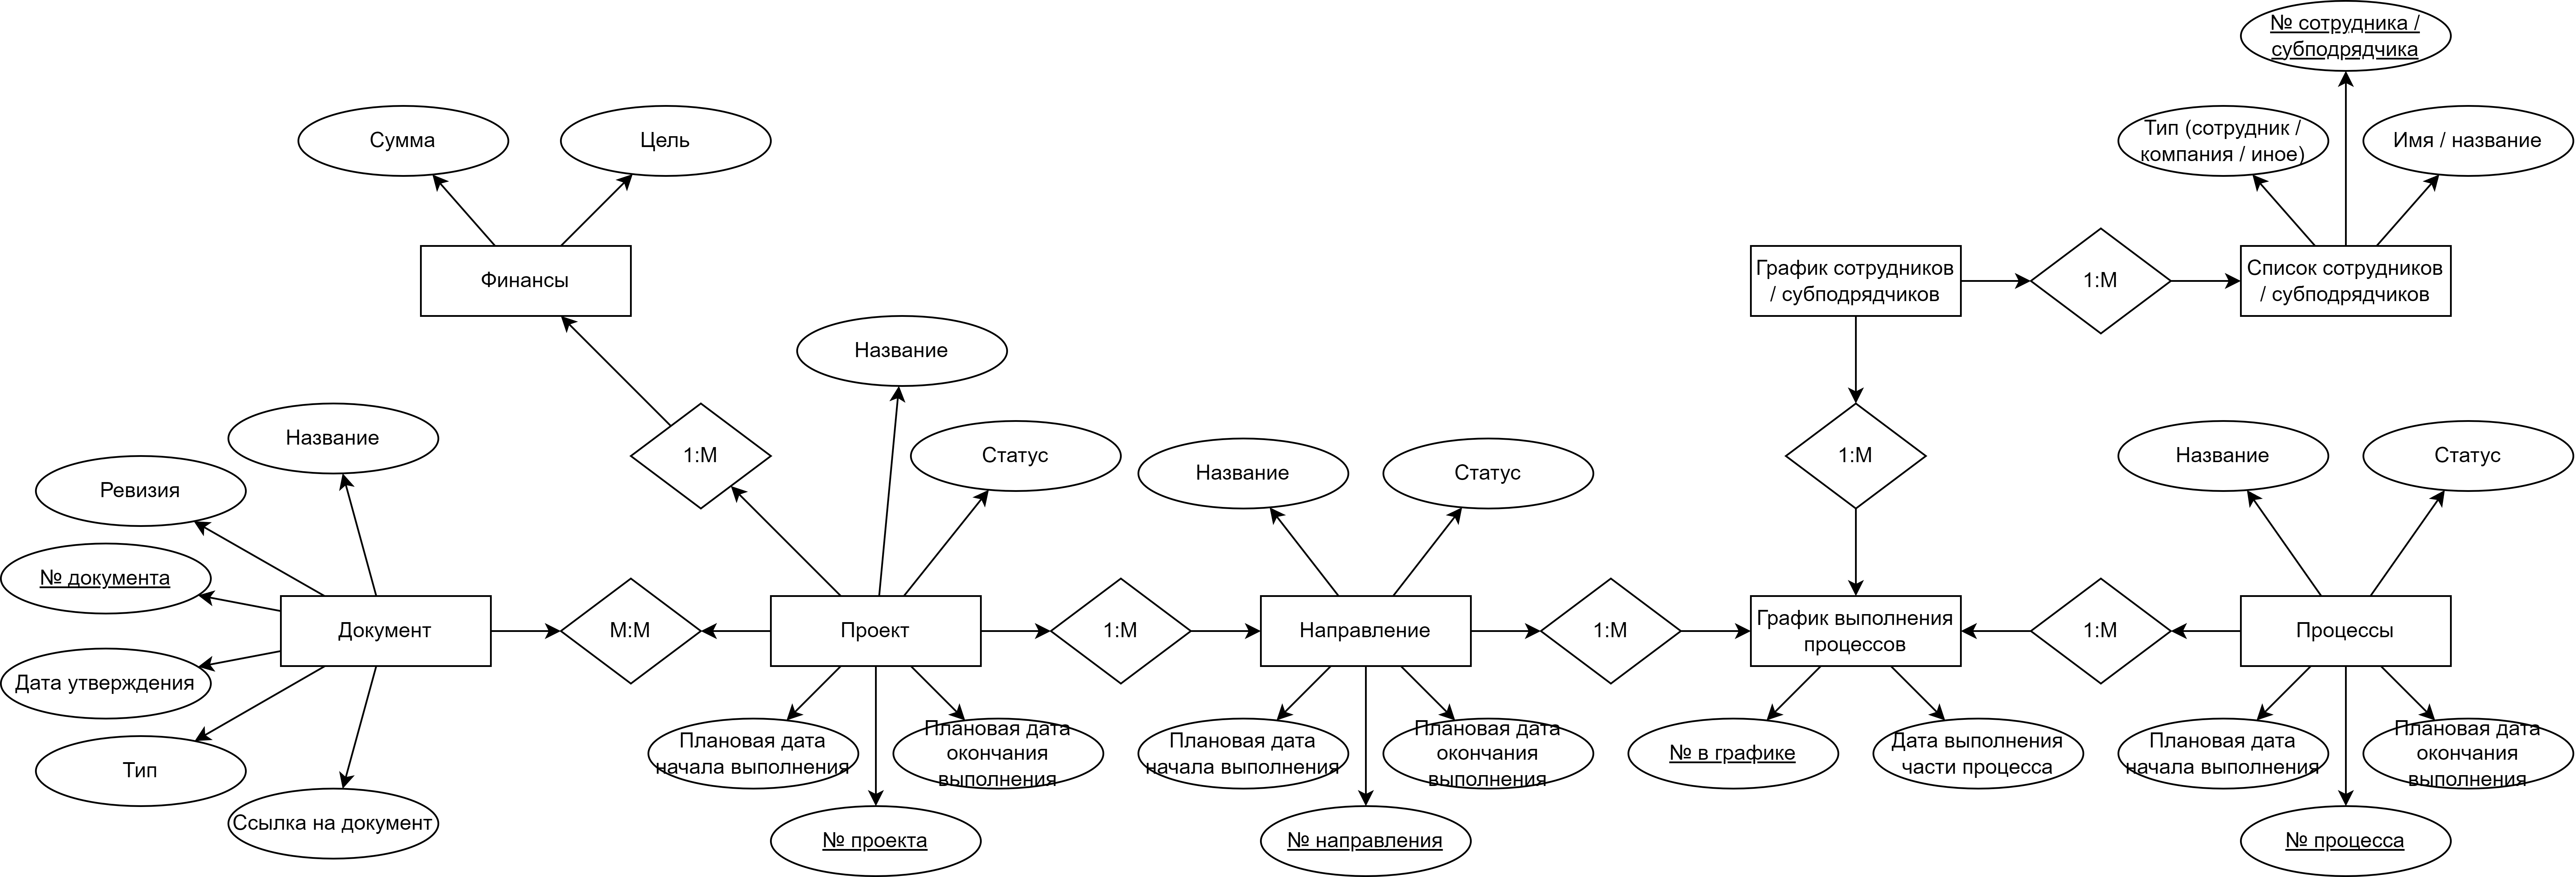 № сотрудника /
субподрядчика
Сумма
Цель
Тип (сотрудник /
компания / иное)
Имя / название
Финансы
График сотрудников
/ субподрядчиков
1:М
Список сотрудников
/ субподрядчиков
Название
Название
Ревизия
1:М
Статус
Название
Статус
1:М
Название
Статус
№ документа
Документ
М:М
Проект
1:М
Направление
1:М
График выполнения
процессов
1:М
Процессы
Дата утверждения
Тип
Ссылка на документ
Плановая дата
начала выполнения
Плановая дата
окончания
выполнения
№ проекта
Плановая дата
начала выполнения
Плановая дата
окончания
выполнения
№ направления
№ в графике
Дата выполнения
части процесса
Плановая дата
начала выполнения
Плановая дата
окончания
выполнения
№ процесса